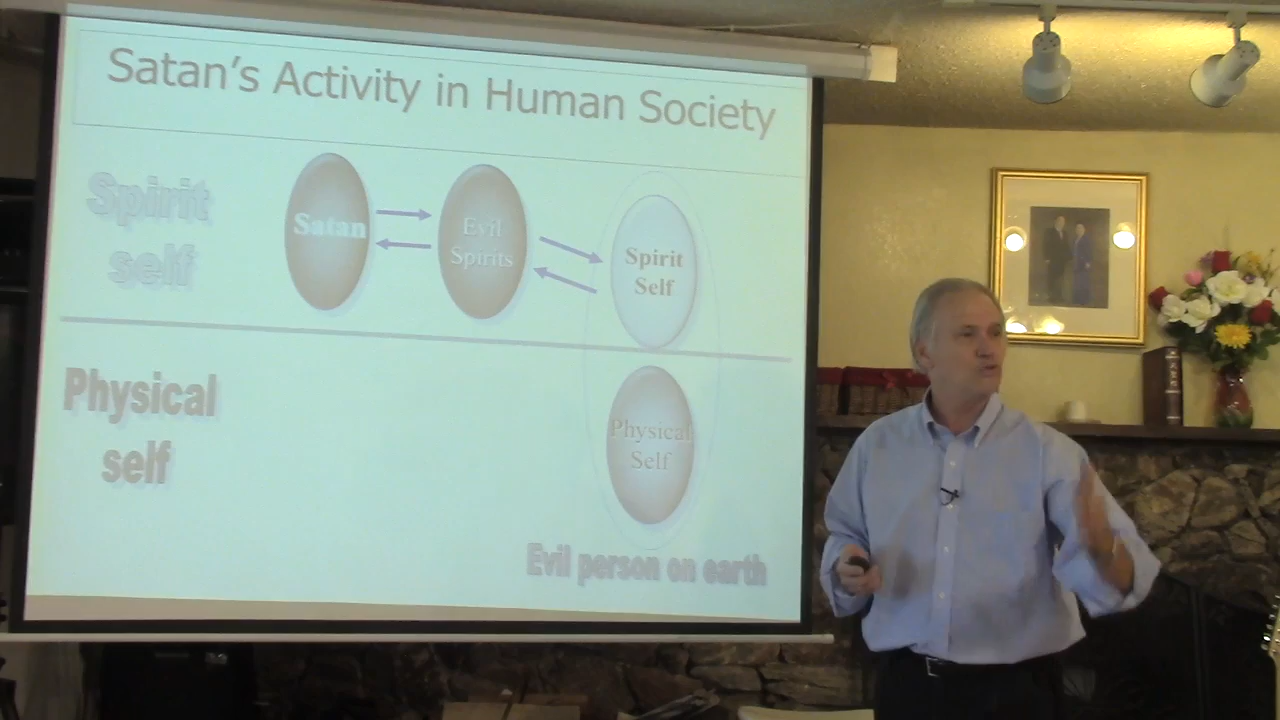 Satan's Activity in Human Society
Spirit
self
Satan
Evil
Spirits
Spirit
Self
Physical
self
Physical
Self
Evil person on earth